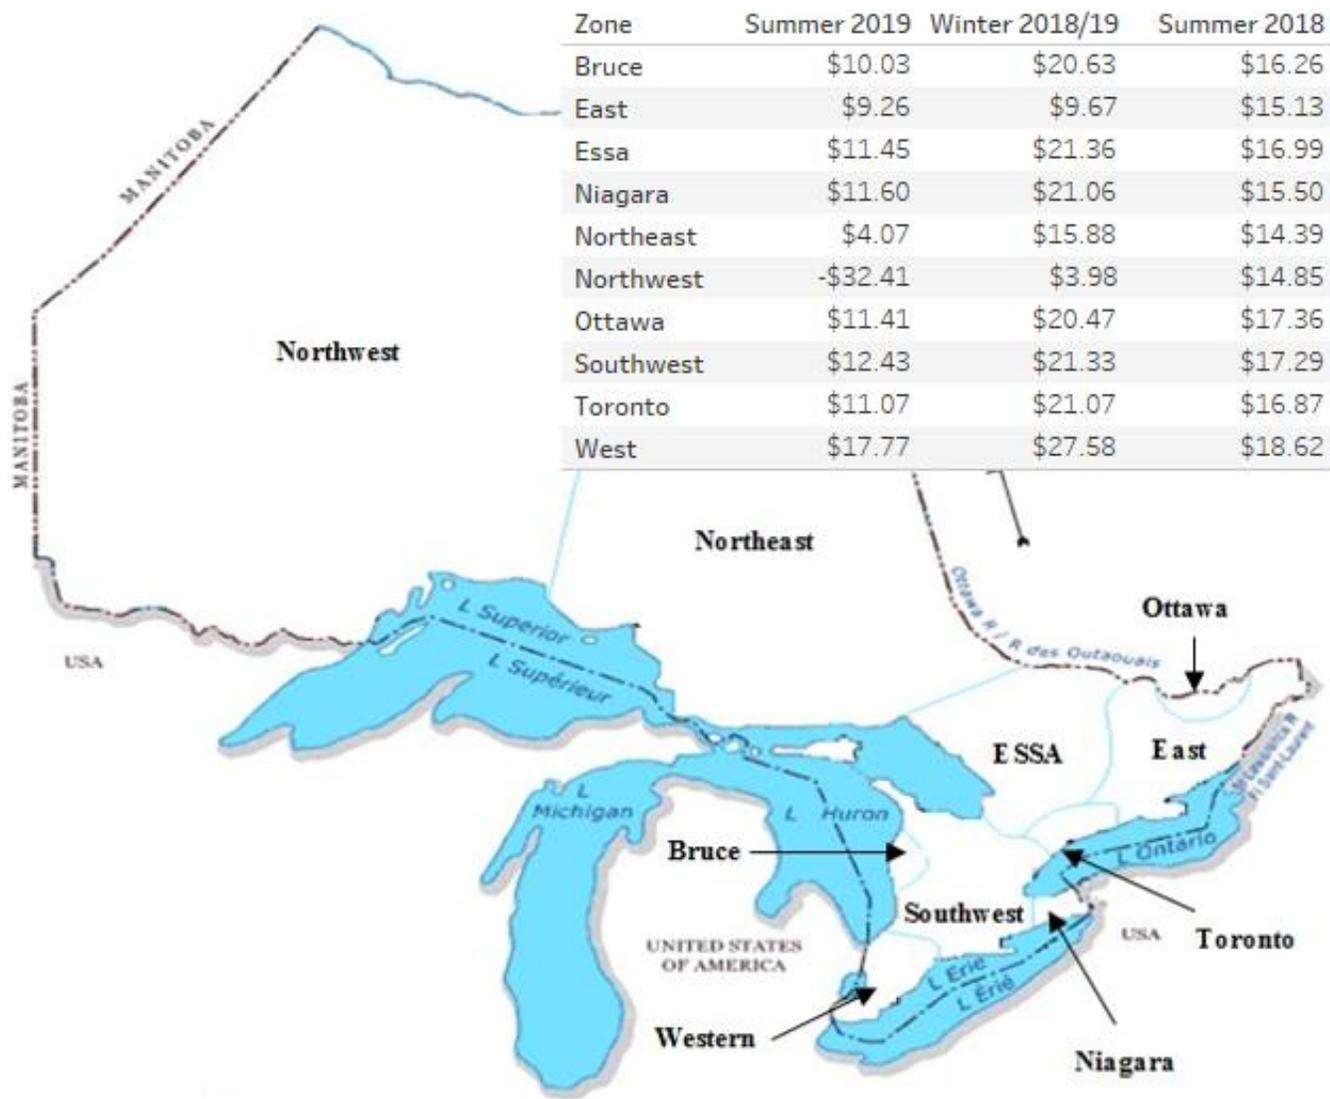 Zone Summer 2019 Winter 2018/19 Summer 2018
Bruce $10.03 $20.63 $16.26
East $9.26 $9.67 $15.13
Essa $11.45 $21.36 $16.99
Niagara $11.60 $21.06 $15.50
Northeast $4.07 $15.88 $14.39
Northwest -$32.41 $3.98 $14.85
Ottawa $11.41 $20.47 $17.36
Southwest $12.43 $21.33 $17.29
Toronto $11.07 $21.07 $16.87
West $17.77 $27.58 $18.62
MANITOBA
MANITOBA
Northwest
Northeast
Ottawa R / R des Outaouais
Ottawa
L Superior
L Supérieur
USA
ESSA
East
St Lawrence R
Fl Saint-Laurent
L
Michigan
L Huron
Bruce
L Ontario
Southwest
UNITED STATES
OF AMERICA
USA
Toronto
L Erie
L Érié
Western
Niagara